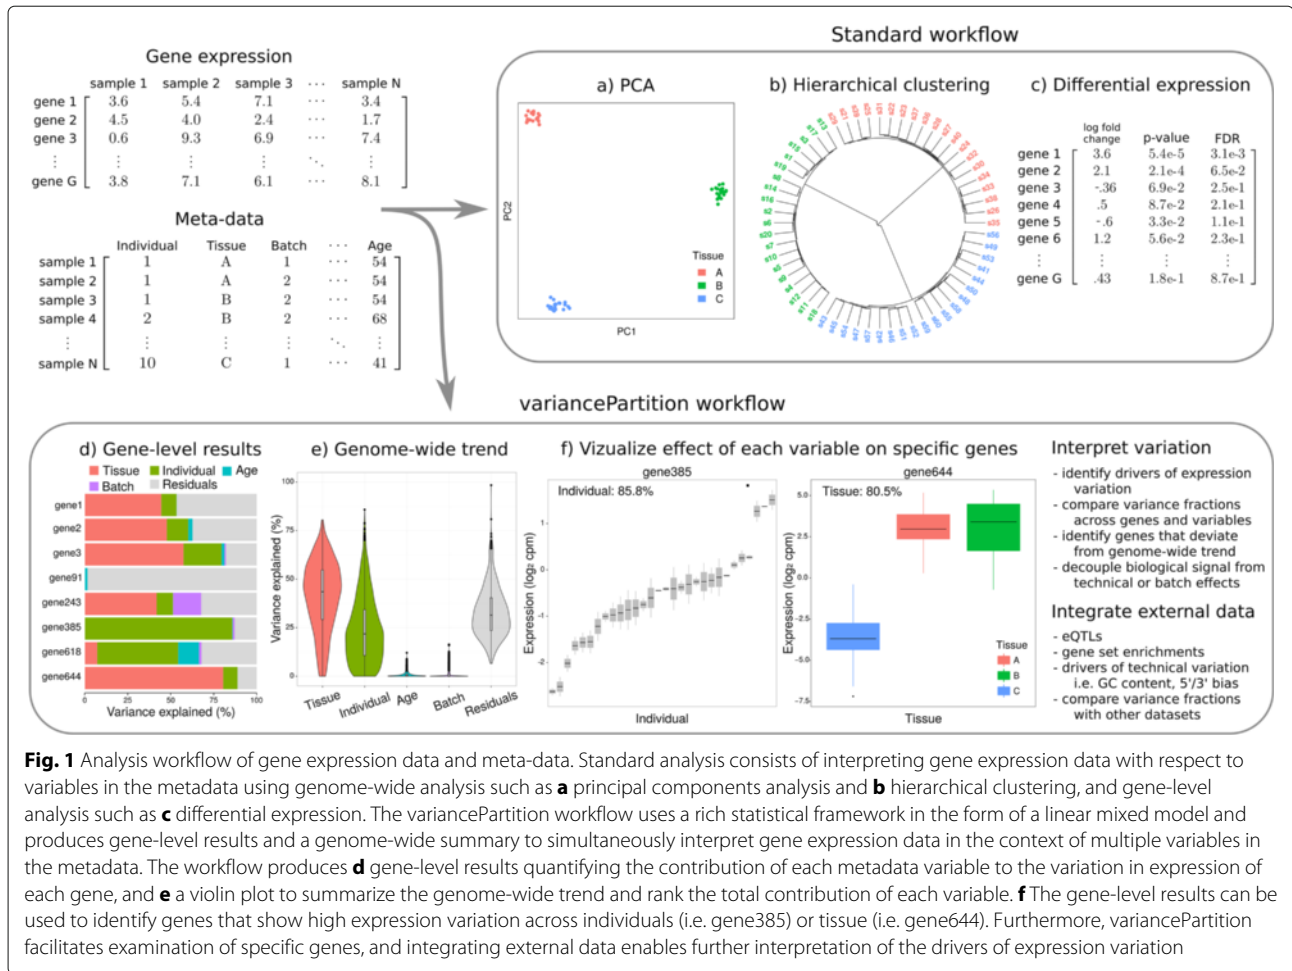 Standard workflow
Gene expression
sample 1 sample 2 sample 3 ⋯ sample N
gene 1 3.6 5.4 7.1 ⋯ 3.4
gene 2 4.5 4.0 2.4 ⋯ 1.7
gene 3 0.6 9.3 6.9 ⋯ 7.4
⋮ ⋮ ⋮ ⋮ ⋱ ⋮
gene G 3.8 7.1 6.1 ⋯ 8.1
Meta-data
Individual Tissue Batch ⋯ Age
sample 1 1 A 1 ⋯ 54
sample 2 1 A 2 ⋯ 54
sample 3 1 B 2 ⋯ 54
sample 4 2 B 2 ⋯ 68
⋮ ⋮ ⋮ ⋮ ⋱ ⋮
sample N 10 C 1 ⋯ 41
a) PCA
PC2
Tissue
A
B
C
PC1
b) Hierarchical clustering
c) Differential expression
log fold
change p-value FDR
gene 1 3.6 5.4e-5 3.1e-3
gene 2 2.1 2.1e-4 6.5e-2
gene 3 -.36 6.9e-2 2.5e-1
gene 4 .5 8.7e-2 2.1e-1
gene 5 -.6 3.3e-2 1.1e-1
gene 6 1.2 5.6e-2 2.3e-1
⋮ ⋮ ⋮ ⋮
gene G .43 1.8e-1 8.7e-1
variancePartition workflow
d) Gene-level results
Tissue Individual Age
Batch Residuals
gene1
gene2
gene3
gene91
gene243
gene385
gene618
gene644
0 25 50 75 100
Variance explained (%)
e) Genome-wide trend
Variance explained (%)
100
75
50
25
0
Tissue Individual Age Batch Residuals
f) Vizualize effect of each variable on specific genes
gene385
Individual: 85.8%
Expression (log₂ cpm)
1
0
-1
-2
Individual
gene644
Tissue: 80.5%
Expression (log₂ cpm)
5.0
2.5
0.0
-2.5
-5.0
-7.5
Tissue
A
B
C
Tissue
Interpret variation
- identify drivers of expression
variation
- compare variance fractions
across genes and variables
- identify genes that deviate
from genome-wide trend
- decouple biological signal from
technical or batch effects
Integrate external data
- eQTLs
- gene set enrichments
- drivers of technical variation
i.e. GC content, 5'/3' bias
- compare variance fractions
with other datasets
Fig. 1 Analysis workflow of gene expression data and meta-data. Standard analysis consists of interpreting gene expression data with respect to
variables in the metadata using genome-wide analysis such as a principal components analysis and b hierarchical clustering, and gene-level
analysis such as c differential expression. The variancePartition workflow uses a rich statistical framework in the form of a linear mixed model and
produces gene-level results and a genome-wide summary to simultaneously interpret gene expression data in the context of multiple variables in
the metadata. The workflow produces d gene-level results quantifying the contribution of each metadata variable to the variation in expression of
each gene, and e a violin plot to summarize the genome-wide trend and rank the total contribution of each variable. f The gene-level results can be
used to identify genes that show high expression variation across individuals (i.e. gene385) or tissue (i.e. gene644). Furthermore, variancePartition
facilitates examination of specific genes, and integrating external data enables further interpretation of the drivers of expression variation